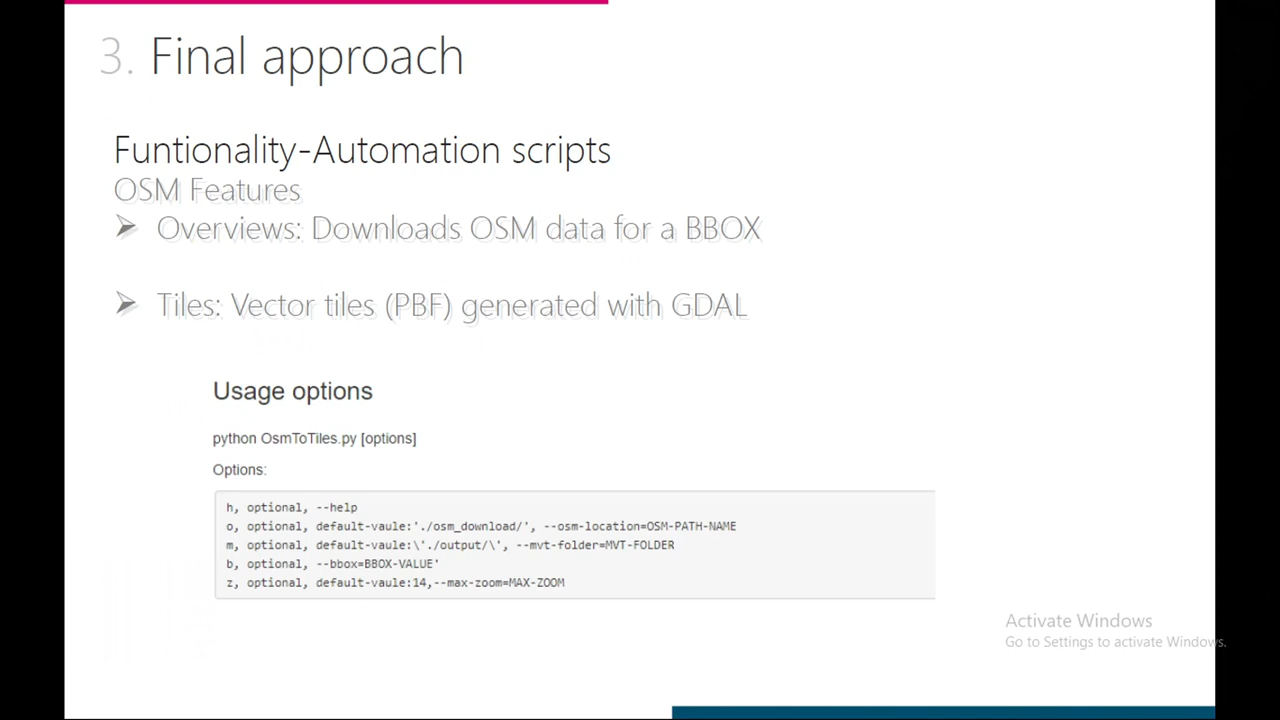 3. Final approach
Funtionality-Automation scripts
OSM Features
➢ Overviews: Downloads OSM data for a BBOX
➢ Tiles: Vector tiles (PBF) generated with GDAL
Usage options
python OsmToTiles.py [options]
Options:
h, optional, --help
o, optional, default-vaule:'./osm_download/', --osm-location=OSM-PATH-NAME
m, optional, default-vaule:\'./output/\', --mvt-folder=MVT-FOLDER
b, optional, --bbox=BBOX-VALUE'
z, optional, default-vaule:14,--max-zoom=MAX-ZOOM
Activate Windows
Go to Settings to activate Windows.